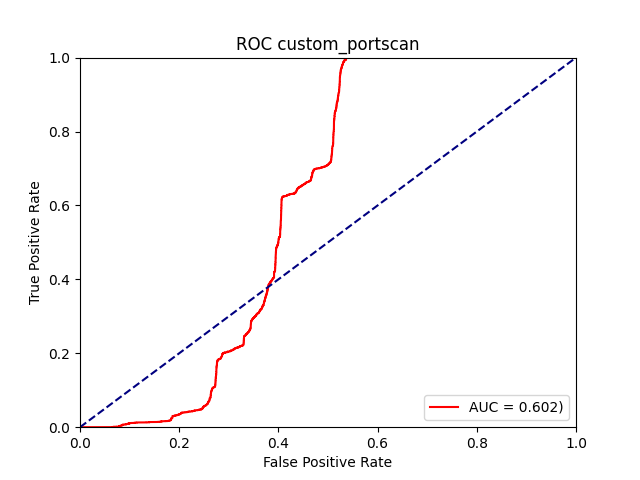 ROC custom_portscan
1.0
0.8
0.6
0.4
0.2
0.0
True Positive Rate
AUC = 0.602)
0.0 0.2 0.4 0.6 0.8 1.0
False Positive Rate